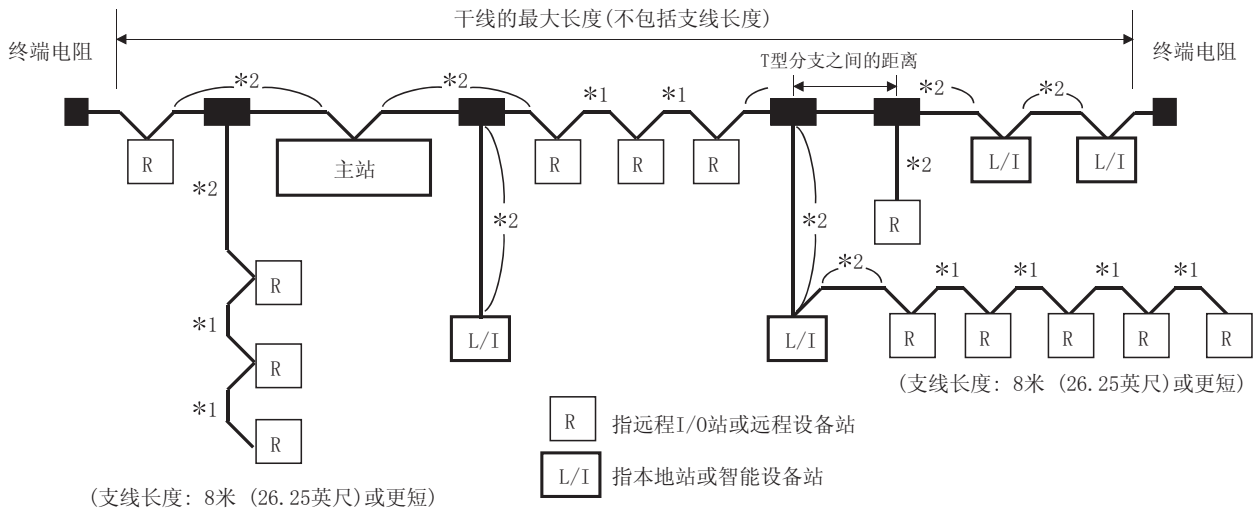 干线的最大长度(不包括支线长度)
终端电阻
终端电阻
T型分支之间的距离
*2
*2
*1
*1
*2
*2
R
主站
R
R
R
L/I
L/I
*2
*2
*2
*2
R
R
*2
*1
*1
*1
*1
*1
R
L/I
L/I
R
R
R
R
R
*1
R
(支线长度: 8米 (26.25英尺)或更短)
R
指远程I/O站或远程设备站
L/I
指本地站或智能设备站
(支线长度: 8米 (26.25英尺)或更短)